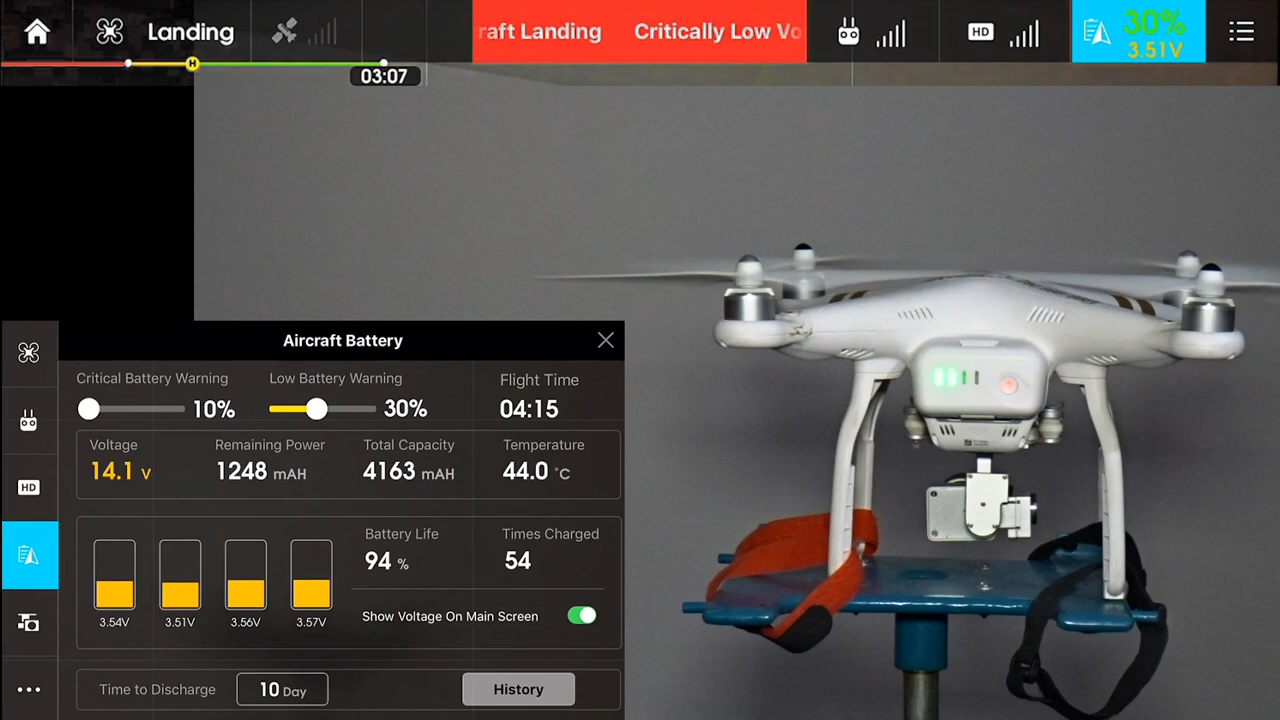 Landing
raft Landing Critically Low Vo
HD
30%
3.51V
H
03:07
Aircraft Battery
Critical Battery Warning
10%
Low Battery Warning
30%
Flight Time
04:15
Voltage
14.1 V
Remaining Power
1248 mAH
Total Capacity
4163 mAH
Temperature
44.0 °C
HD
3.54V
3.51V
3.56V
3.57V
Battery Life
94 %
Times Charged
54
Show Voltage On Main Screen
Time to Discharge
10 Day
History